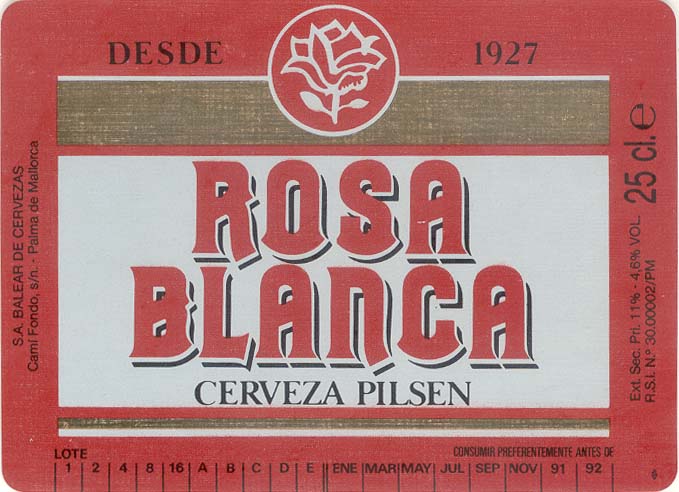 DESDE 1927
ROSA
BLANCA
CERVEZA PILSEN
S.A. BALEAR DE CERVEZAS
Camí Fondo, s/n. - Palma de Mallorca
25 cl. e
Ext. Sec. Pri. 11% - 4,6% VOL.
R.S.I. N.º 30.00002/PM
LOTE CONSUMIR PREFERENTEMENTE ANTES DE
1 2 4 8 16 A B C D E ENE MAR MAY JUL SEP NOV 91 92